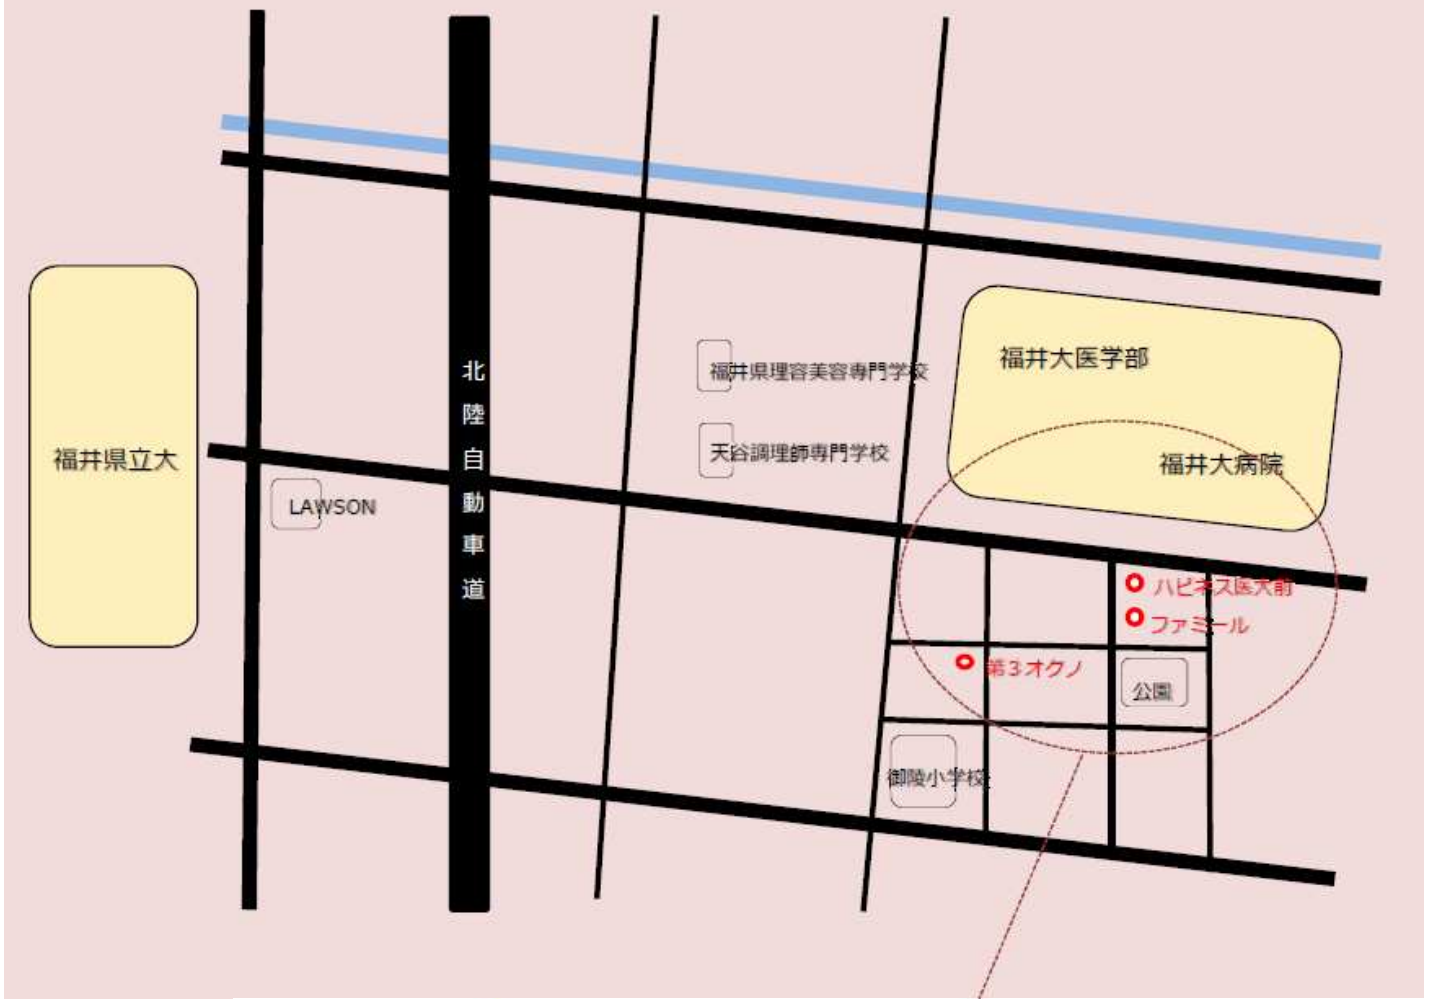 北陸自動車道
福井大医学部
福井県理容美容専門学校
天谷調理師専門学校
福井県立大
福井大病院
LAWSON
ハピネス医大前
ファミール
第3オクノ
公園
御陵小学校